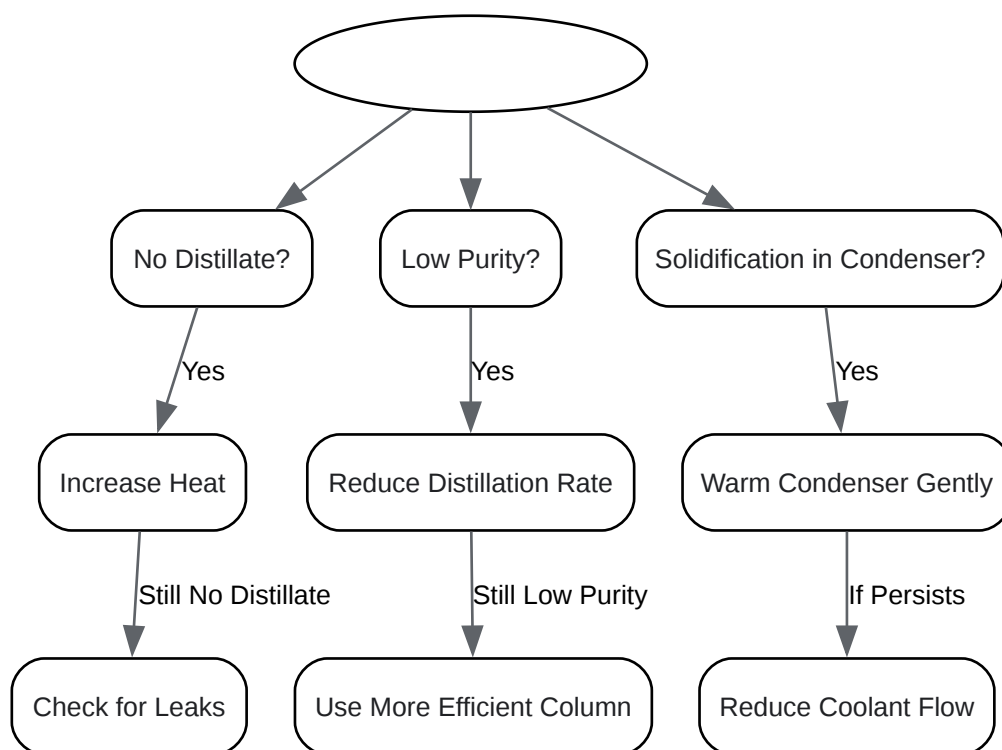 No Distillate?
Low Purity?
Solidification in Condenser?
Yes
Yes
Yes
Increase Heat
Reduce Distillation Rate
Warm Condenser Gently
Still No Distillate
Still Low Purity
If Persists
Check for Leaks
Use More Efficient Column
Reduce Coolant Flow